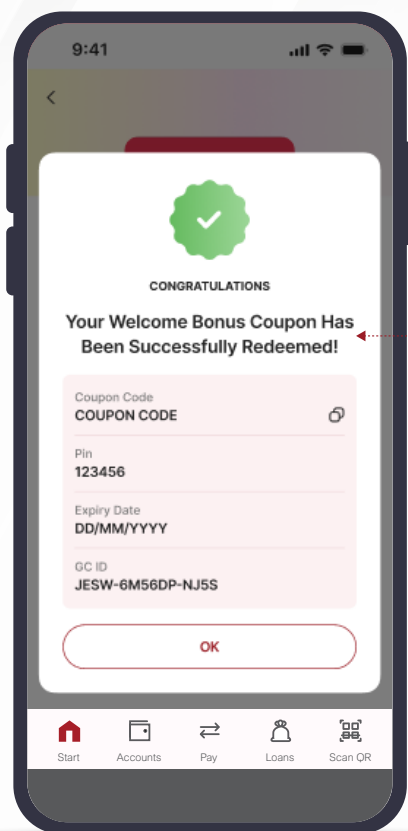 9:41
CONGRATULATIONS
Your Welcome Bonus Coupon Has
Been Successfully Redeemed!
Coupon Code
COUPON CODE
Pin
123456
Expiry Date
DD/MM/YYYY
GC ID
JESW-6M56DP-NJ5S
OK
Start Accounts Pay Loans Scan QR